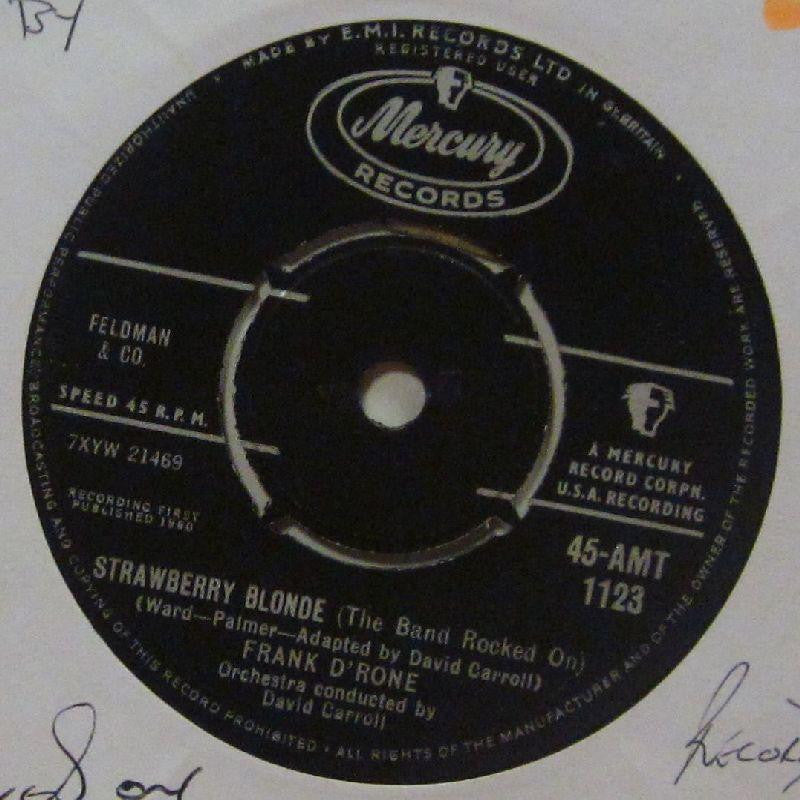 By
MADE BY E.M.I. RECORDS LTD IN GT.BRITAIN
REGISTERED USER
Mercury
RECORDS
UNAUTHORIZED PUBLIC PERFORMANCE, BROADCASTING AND COPYING OF THIS RECORD PROHIBITED • ALL RIGHTS OF THE MANUFACTURER AND OF THE OWNER OF THE RECORDED WORK ARE RESERVED
FELDMAN
& CO.
SPEED 45 R.P.M.
7XYW 21469
RECORDING FIRST
PUBLISHED 1960
A MERCURY
RECORD CORPN.
U.S.A. RECORDING
45-AMT
1123
STRAWBERRY BLONDE (The Band Rocked On)
(Ward—Palmer—Adapted by David Carroll)
FRANK D'RONE
Orchestra conducted by
David Carroll